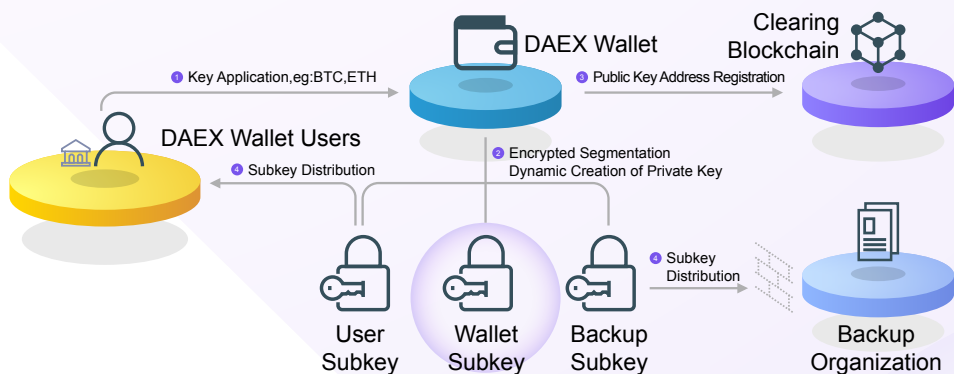 Clearing
Blockchain
DAEX Wallet
1 Key Application,eg:BTC,ETH
3 Public Key Address Registration
DAEX Wallet Users
4 Subkey Distribution
2 Encrypted Segmentation
Dynamic Creation of Private Key
4 Subkey
Distribution
User
Subkey
Wallet
Subkey
Backup
Subkey
Backup
Organization